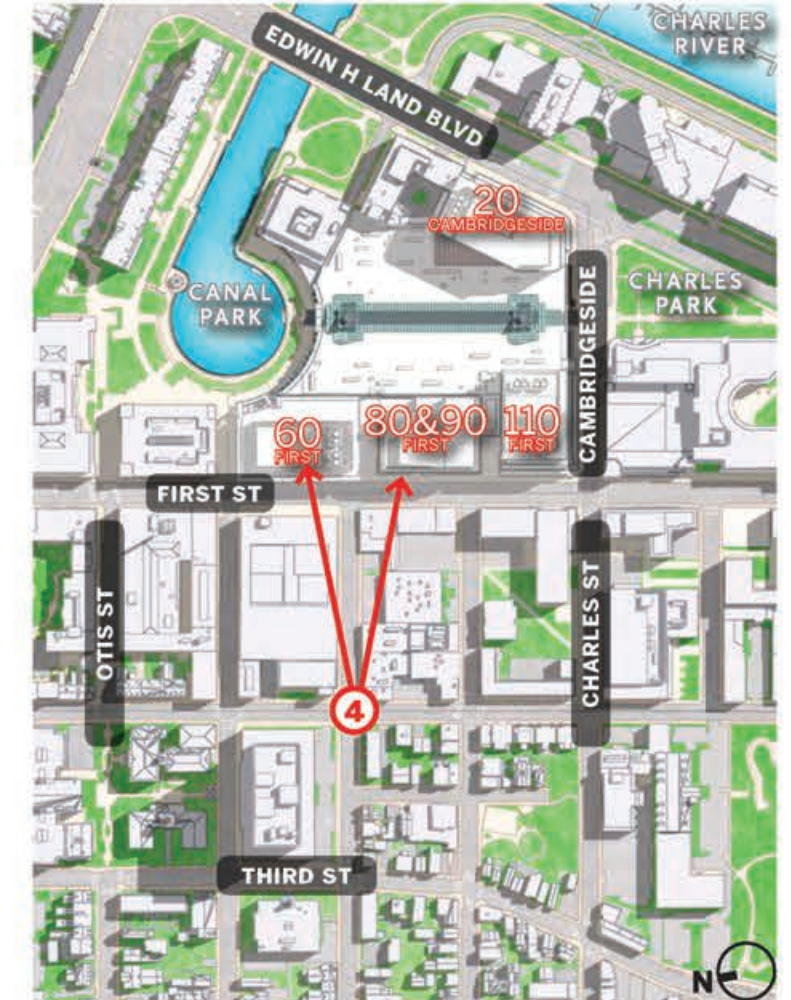 CHARLES
RIVER
EDWIN H LAND BLVD
20
CAMBRIDGESIDE
CANAL
PARK
CHARLES
PARK
CAMBRIDGESIDE
60
FIRST
80&90
FIRST
110
FIRST
FIRST ST
OTIS ST
CHARLES ST
4
THIRD ST
N